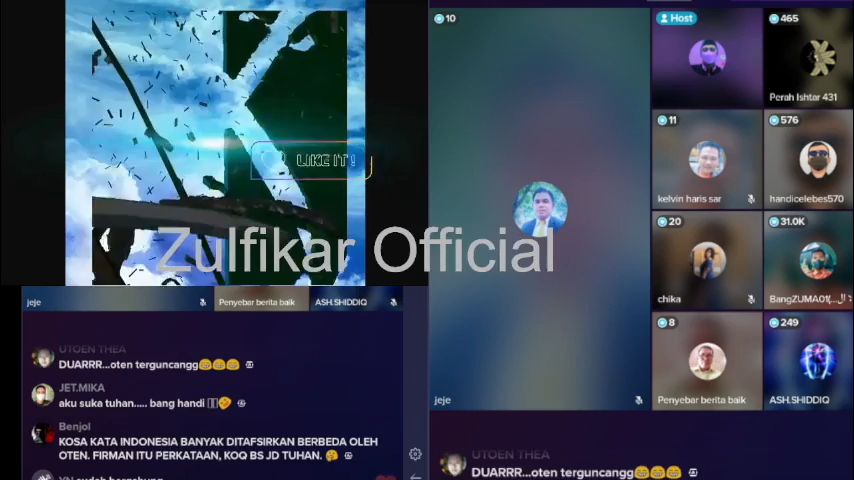 LIKE IT!
Zulfikar Official
jeje
Penyebar berita baik
ASH.SHIDDIQ
UTOEN THEA
DUARRR...oten terguncangg😂😂😂
JET.MIKA
aku suka tuhan..... bang handi
Benjol
KOSA KATA INDONESIA BANYAK DITAFSIRKAN BERBEDA OLEH
OTEN. FIRMAN ITU PERKATAAN, KOQ BS JD TUHAN.
10
Host
465
Perah Ishtar 431
11
kelvin haris sar
576
handicelebes570
20
chika
31.0K
BangZUMA01(...
8
Penyebar berita baik
249
ASH.SHIDDIQ
jeje
UTOEN THEA
DUARRR...oten terguncangg😂😂😂